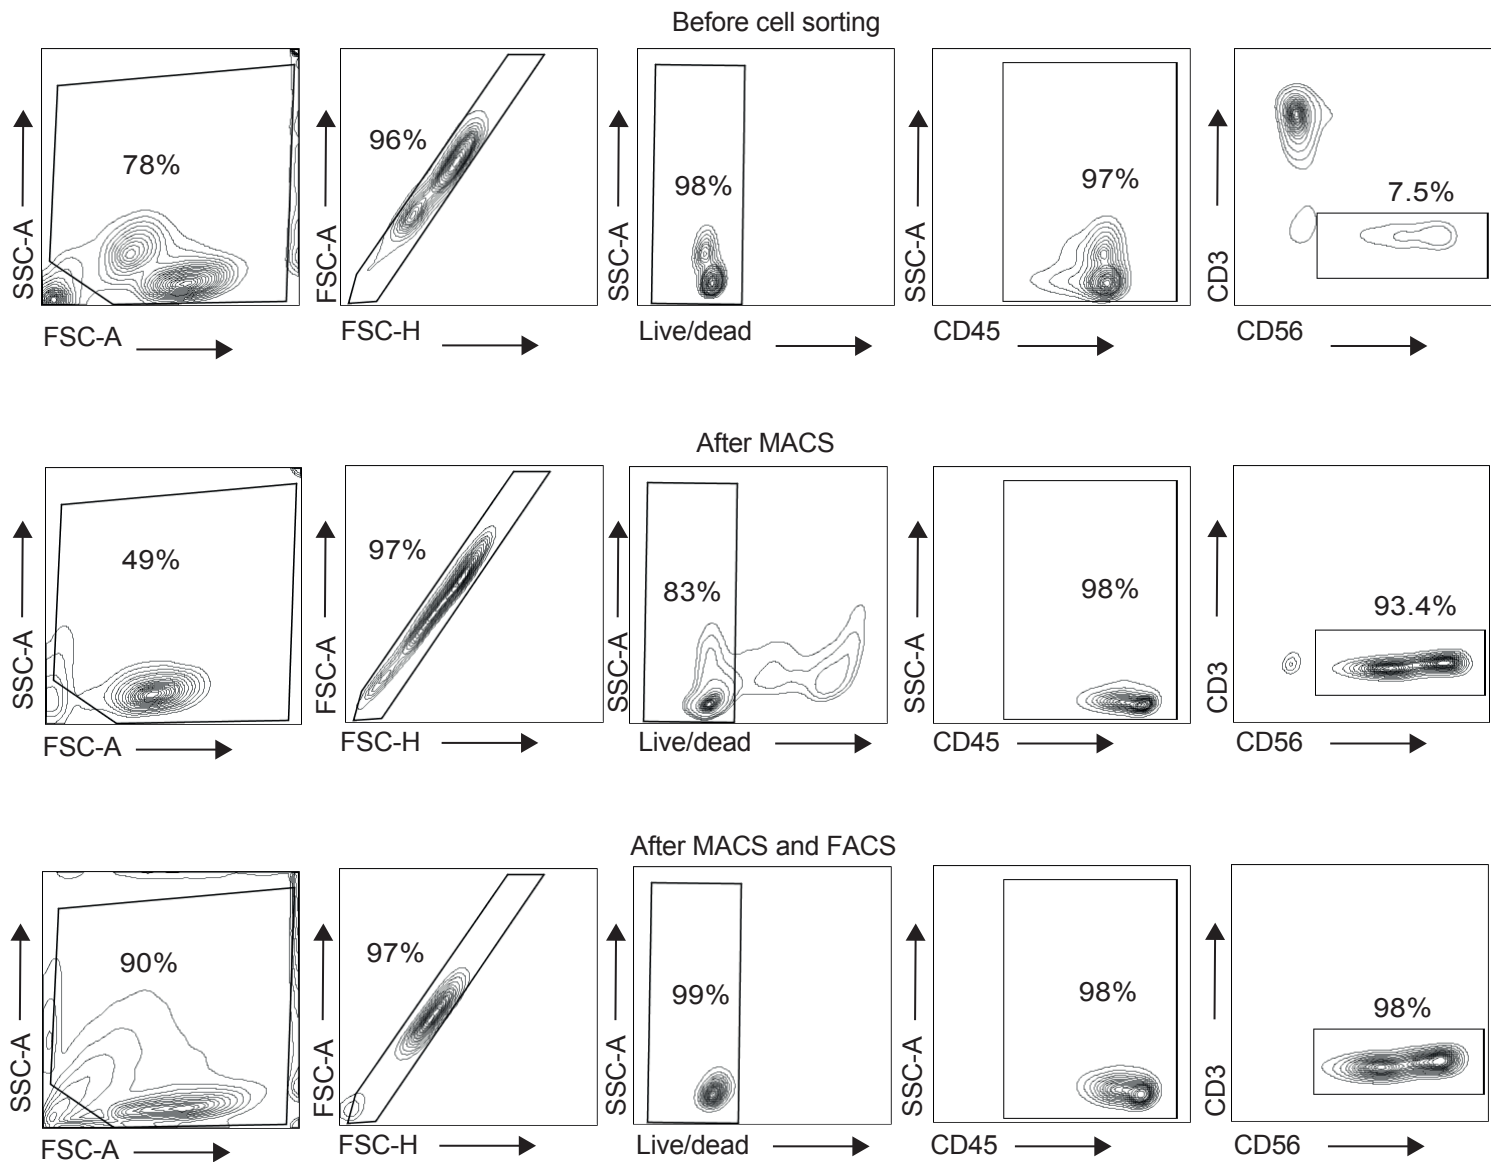 Before cell sorting
78%
96%
98%
97%
7.5%
SSC-A
FSC-A
SSC-A
SSC-A
CD3
FSC-A
FSC-H
Live/dead
CD45
CD56
After MACS
49%
97%
83%
98%
93.4%
SSC-A
FSC-A
SSC-A
SSC-A
CD3
FSC-A
FSC-H
Live/dead
CD45
CD56
After MACS and FACS
90%
97%
99%
98%
98%
SSC-A
FSC-A
SSC-A
SSC-A
CD3
FSC-A
FSC-H
Live/dead
CD45
CD56